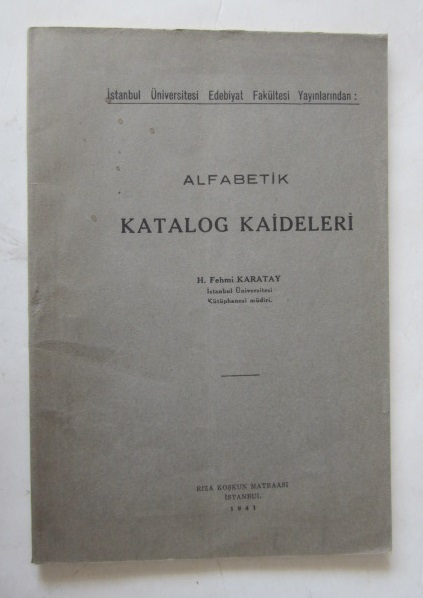 İstanbul Üniversitesi Edebiyat Fakültesi Yayınlarından :
ALFABETİK
KATALOG KAİDELERİ
H. Fehmi KARATAY
İstanbul Üniversitesi
Kütüphanesi müdiri.
RIZA KOŞKUN MATBAASI
İSTANBUL
1941